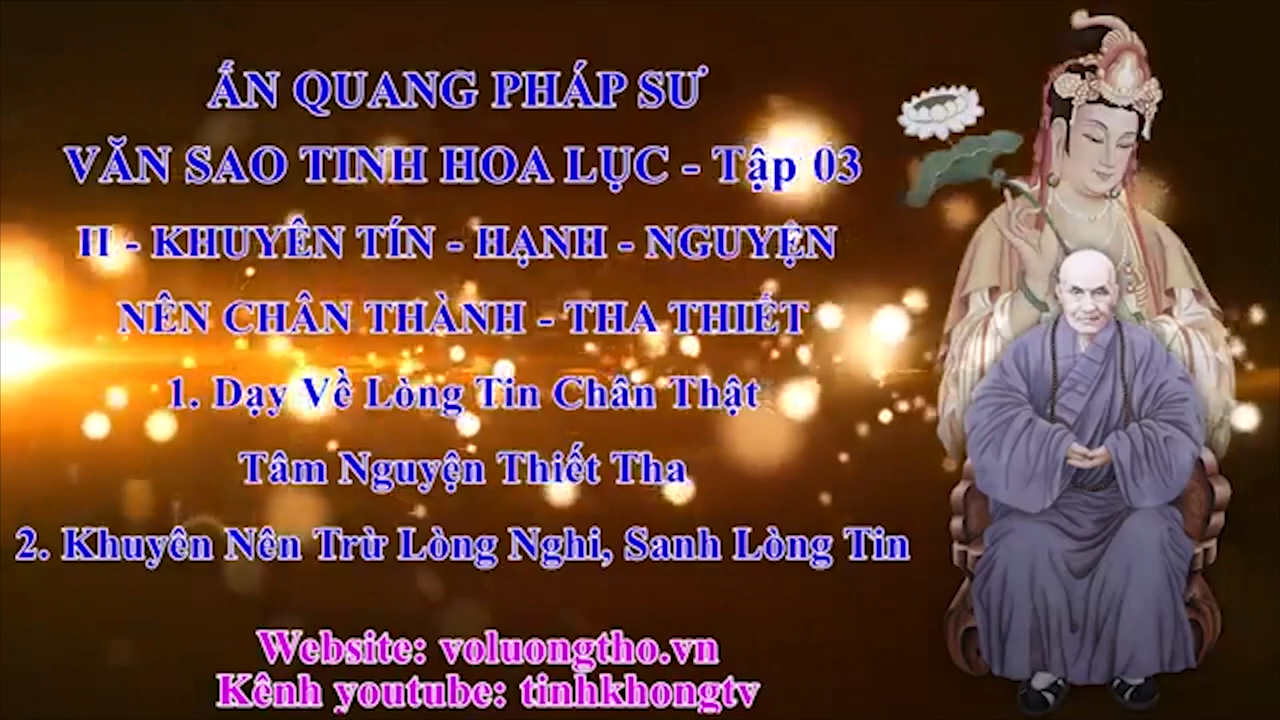 ẤN QUANG PHÁP SƯ
VĂN SAO TINH HOA LỤC - Tập 03
II - KHUYÊN TÍN - HẠNH - NGUYỆN
NÊN CHÂN THÀNH - THA THIẾT
1. Dạy Về Lòng Tin Chân Thật
Tâm Nguyện Thiết Tha
2. Khuyên Nên Trừ Lòng Nghi, Sanh Lòng Tin
Website: voluongtho.vn
Kênh youtube: tinhkhongtv